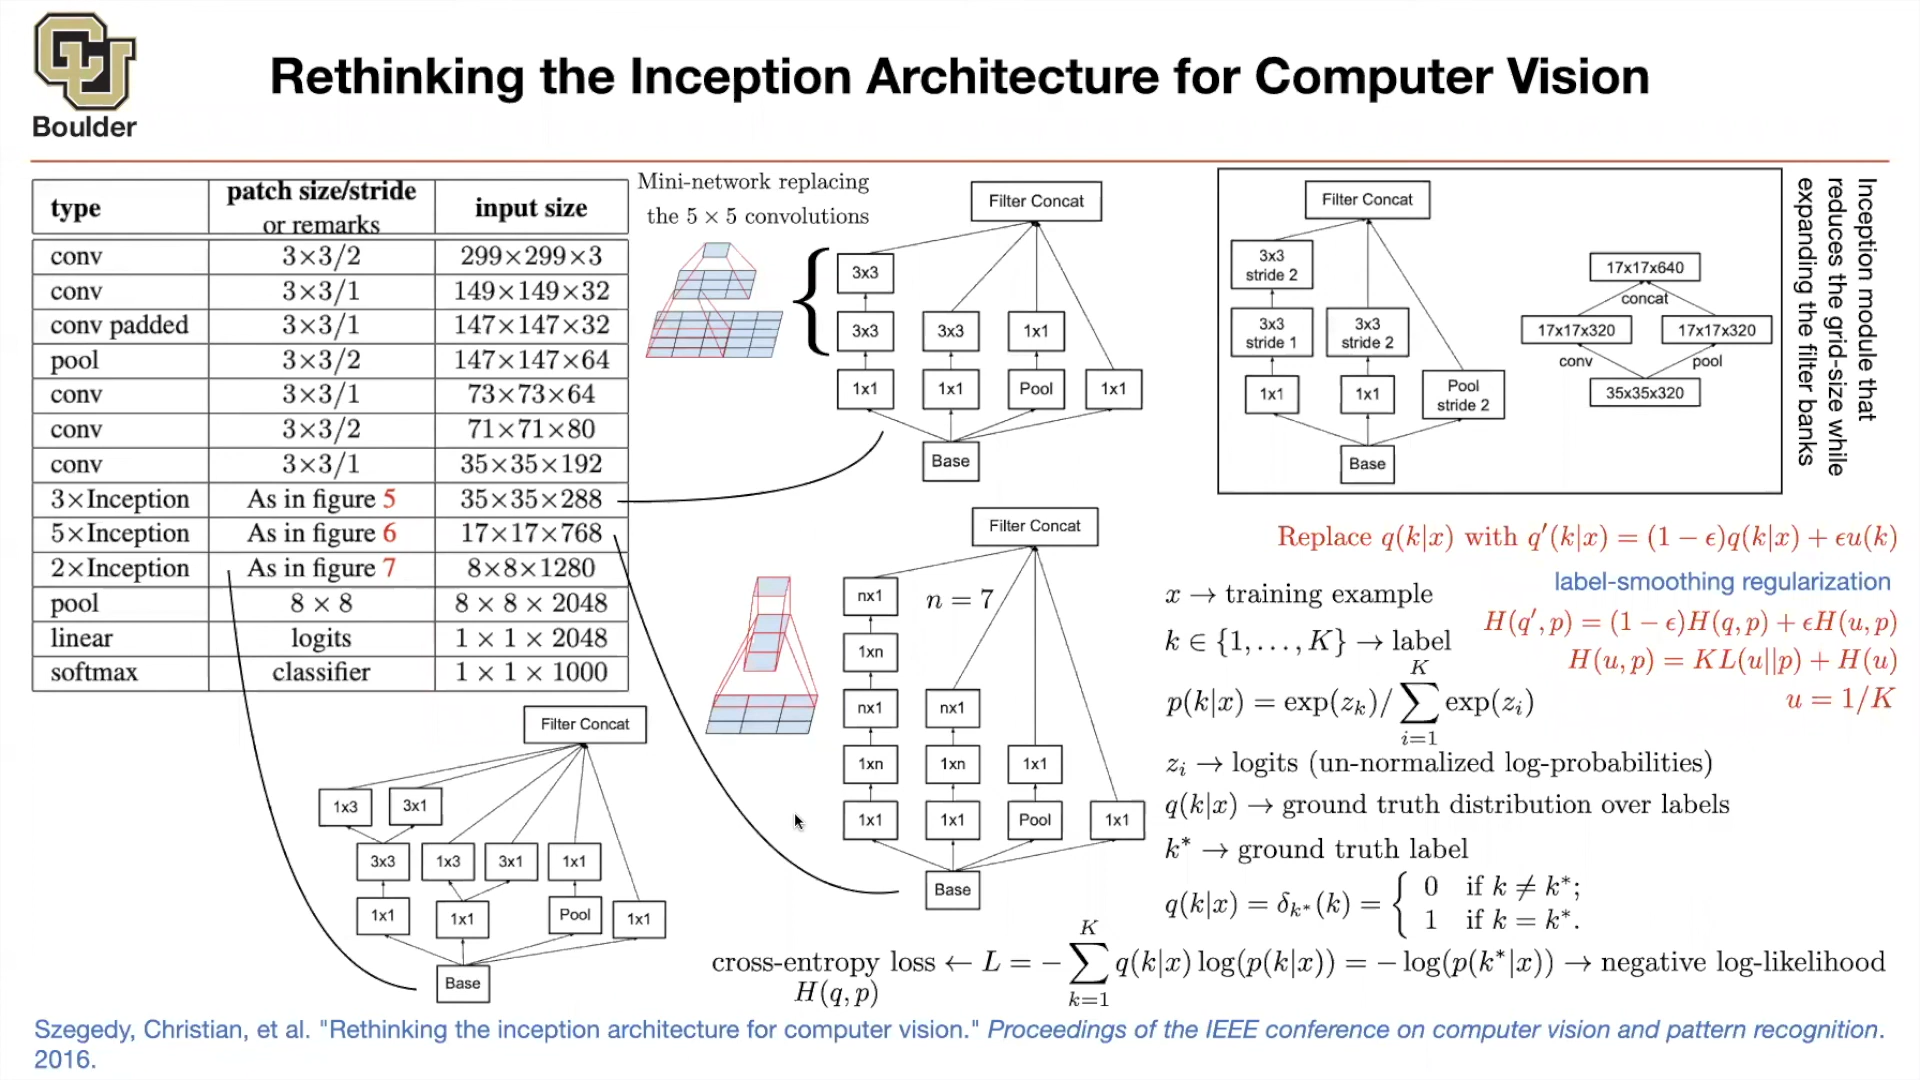 Boulder
Rethinking the Inception Architecture for Computer Vision
type patch size/stride or remarks input size
conv 3×3/2 299×299×3
conv 3×3/1 149×149×32
conv padded 3×3/1 147×147×32
pool 3×3/2 147×147×64
conv 3×3/1 73×73×64
conv 3×3/2 71×71×80
conv 3×3/1 35×35×192
3×Inception As in figure 5 35×35×288
5×Inception As in figure 6 17×17×768
2×Inception As in figure 7 8×8×1280
pool 8 × 8 8 × 8 × 2048
linear logits 1 × 1 × 2048
softmax classifier 1 × 1 × 1000
Mini-network replacing
the 5 × 5 convolutions
Filter Concat
3x3
3x3 3x3 1x1
1x1 1x1 Pool 1x1
Base
Filter Concat
3x3 stride 2
3x3 stride 1 3x3 stride 2
1x1 1x1 Pool stride 2
Base
17x17x640
concat
17x17x320 17x17x320
conv pool
35x35x320
Inception module that
reduces the grid-size while
expanding the filter banks
Filter Concat
nx1 n = 7
1xn
nx1 nx1
1xn 1xn 1x1
1x1 1x1 Pool 1x1
Base
Filter Concat
1x3 3x1
3x3 1x3 3x1 1x1
1x1 1x1 Pool 1x1
Base
Replace q(k|x) with q′(k|x) = (1 − ϵ)q(k|x) + ϵu(k)
label-smoothing regularization
H(q′, p) = (1 − ϵ)H(q, p) + ϵH(u, p)
H(u, p) = KL(u||p) + H(u)
u = 1/K
x → training example
k ∈ {1, . . . , K} → label
p(k|x) = exp(z_k)/ ∑_{i=1}^{K} exp(z_i)
z_i → logits (un-normalized log-probabilities)
q(k|x) → ground truth distribution over labels
k* → ground truth label
q(k|x) = δ_{k*}(k) = { 0 if k ≠ k*;
1 if k = k*.
cross-entropy loss ← L = − ∑_{k=1}^{K} q(k|x) log(p(k|x)) = − log(p(k*|x)) → negative log-likelihood
H(q, p)
Szegedy, Christian, et al. "Rethinking the inception architecture for computer vision." Proceedings of the IEEE conference on computer vision and pattern recognition.
2016.